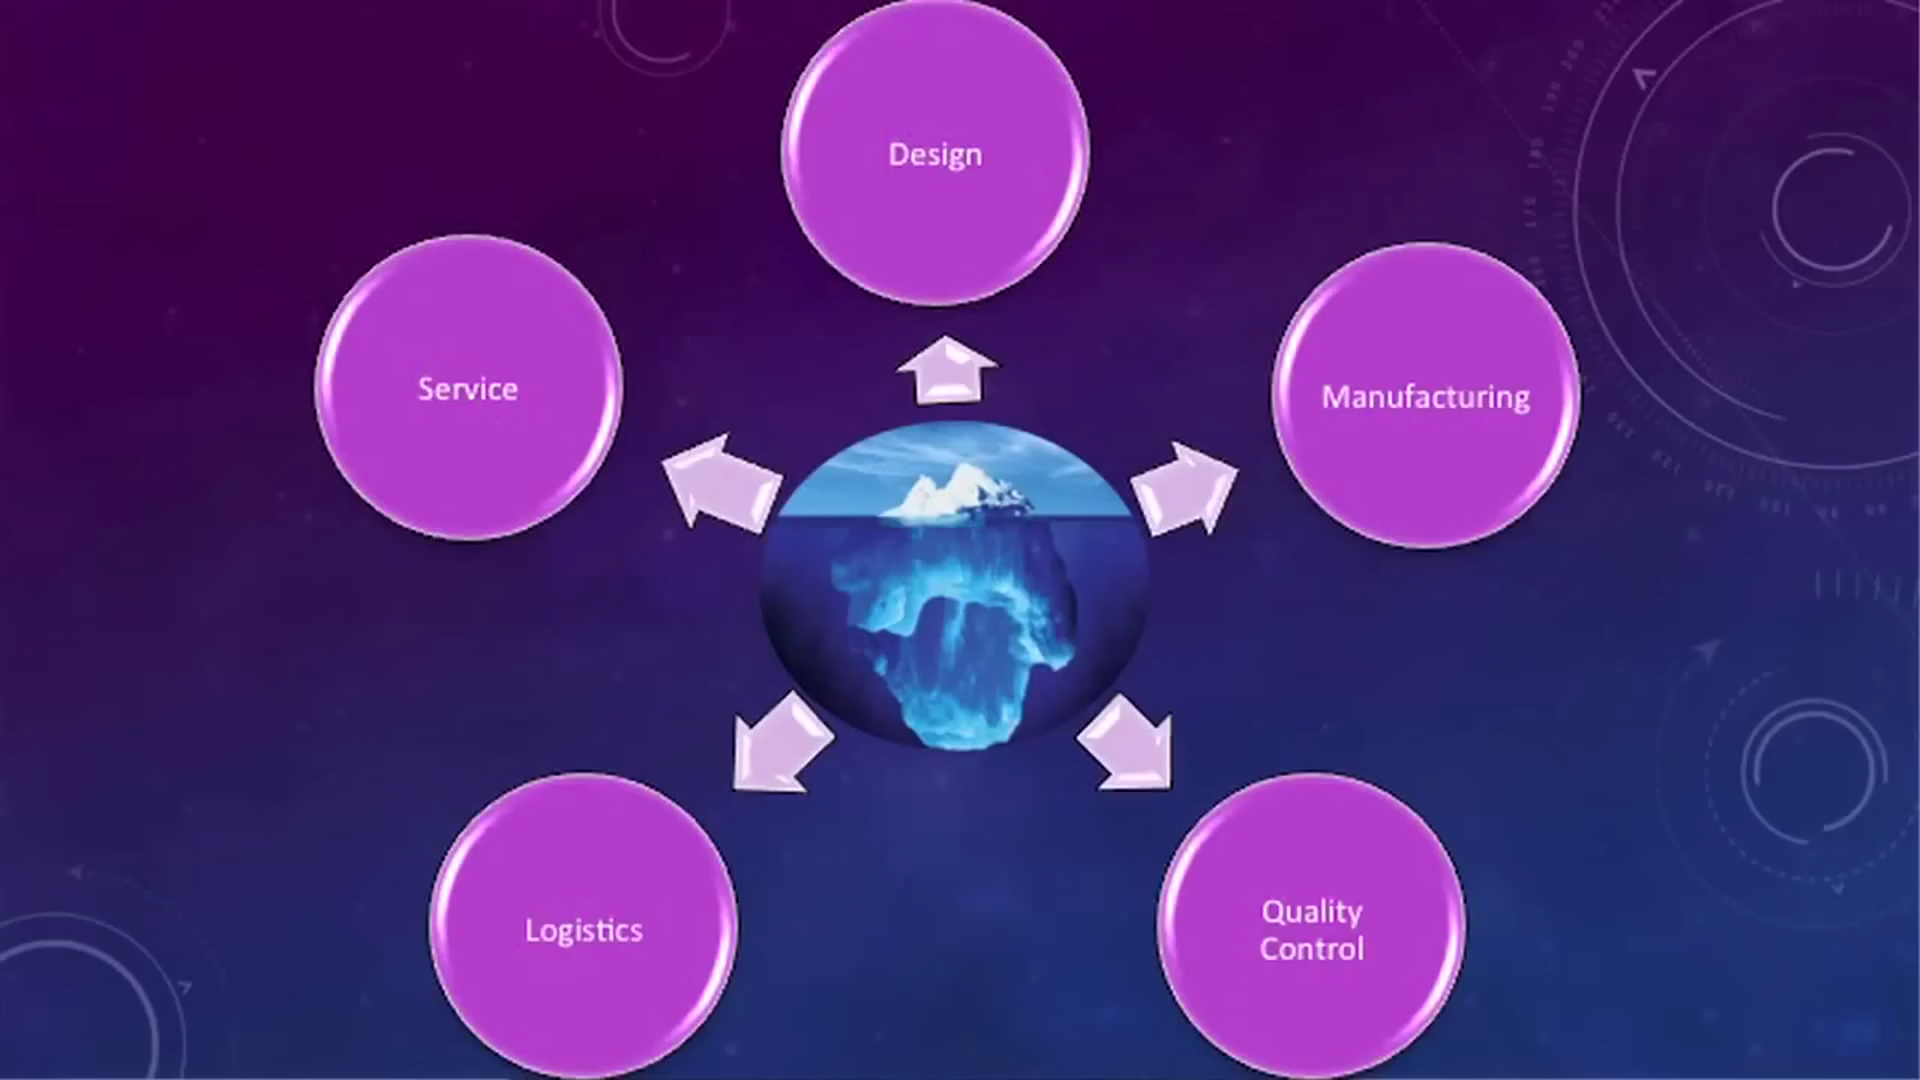 Design
Service
Manufacturing
Logistics
Quality
Control